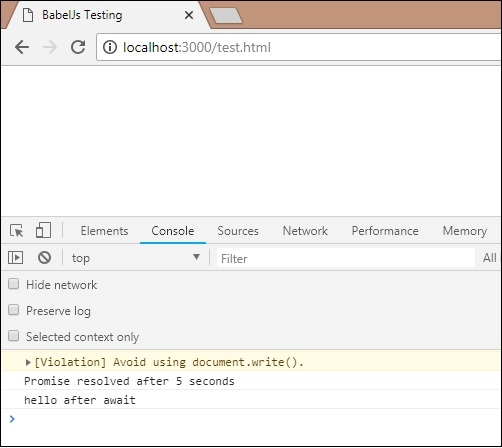 BabelJs Testing
localhost:3000/test.html
Elements Console Sources Network Performance Memory
top Filter All
Hide network
Preserve log
Selected context only
[Violation] Avoid using document.write().
Promise resolved after 5 seconds
hello after await